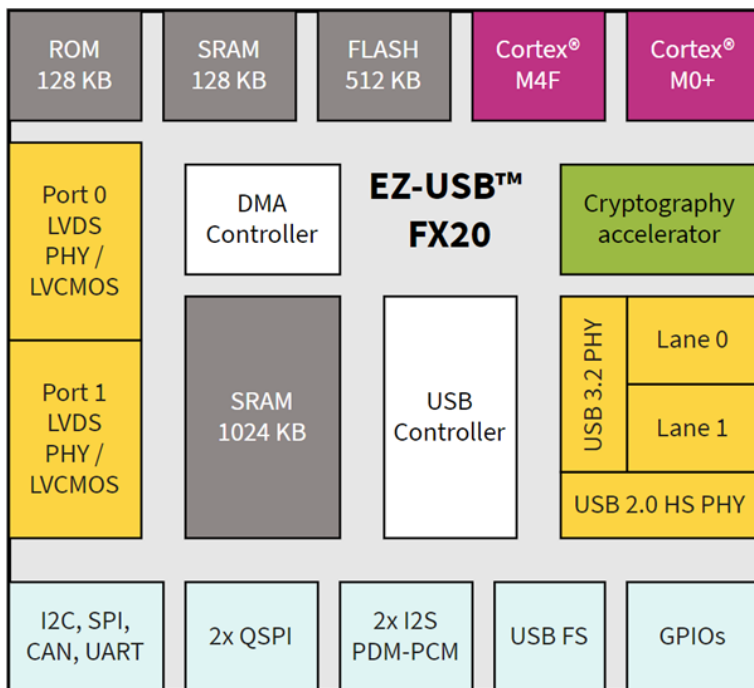 ROM
128 KB
SRAM
128 KB
FLASH
512 KB
Cortex®
M4F
Cortex®
M0+
Port 0
LVDS
PHY /
LVCMOS
DMA
Controller
EZ-USB™
FX20
Cryptography
accelerator
Port 1
LVDS
PHY /
LVCMOS
SRAM
1024 KB
USB
Controller
USB 3.2 PHY
Lane 0
Lane 1
USB 2.0 HS PHY
I2C, SPI,
CAN, UART
2x QSPI
2x I2S
PDM-PCM
USB FS
GPIOs